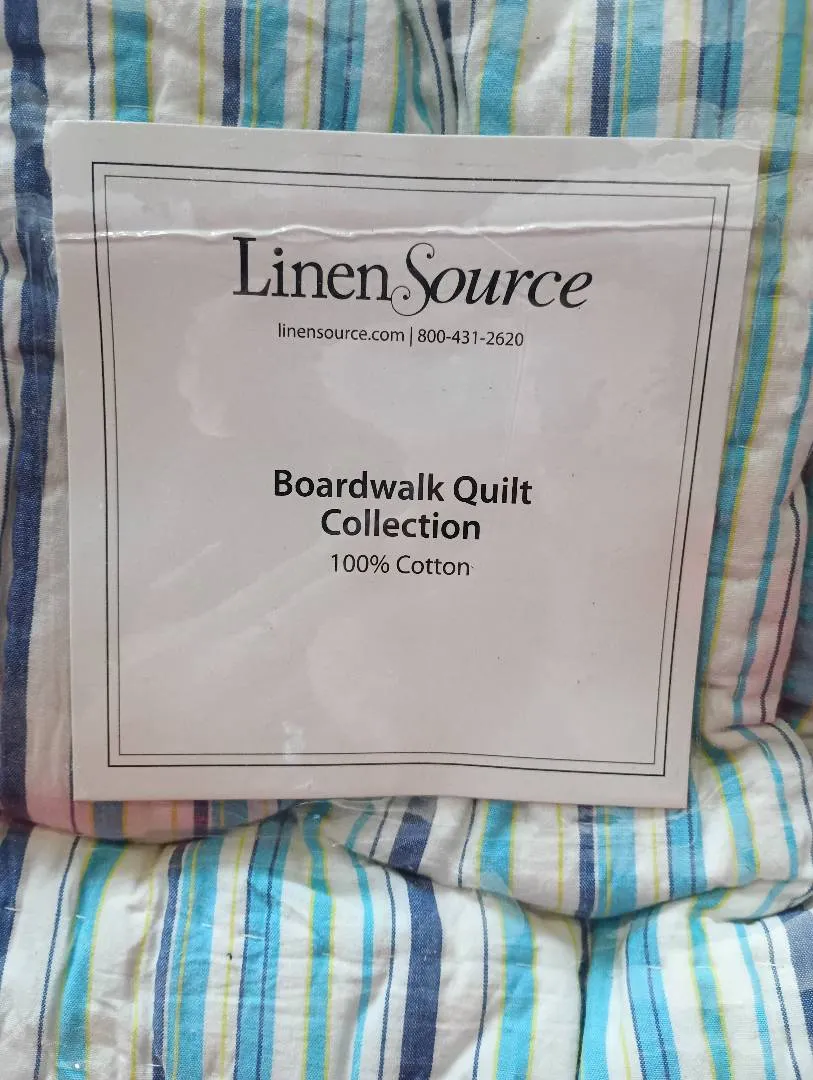 LinenSource
linensource.com | 800-431-2620
Boardwalk Quilt
Collection
100% Cotton